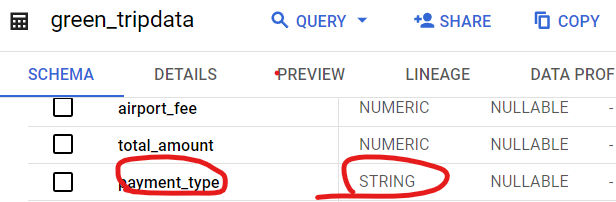 green_tripdata QUERY SHARE COPY
SCHEMA DETAILS PREVIEW LINEAGE DATA PROF
airport_fee NUMERIC NULLABLE -
total_amount NUMERIC NULLABLE -
payment_type STRING NULLABLE -